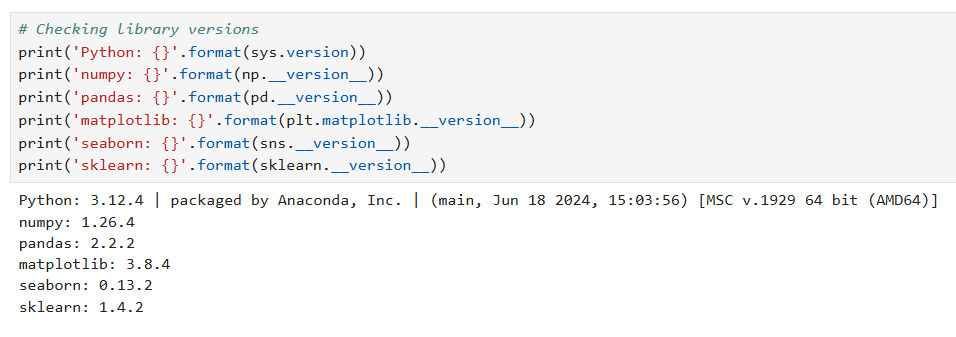 # Checking library versions
print('Python: {}'.format(sys.version))
print('numpy: {}'.format(np.__version__))
print('pandas: {}'.format(pd.__version__))
print('matplotlib: {}'.format(plt.matplotlib.__version__))
print('seaborn: {}'.format(sns.__version__))
print('sklearn: {}'.format(sklearn.__version__))
Python: 3.12.4 | packaged by Anaconda, Inc. | (main, Jun 18 2024, 15:03:56) [MSC v.1929 64 bit (AMD64)]
numpy: 1.26.4
pandas: 2.2.2
matplotlib: 3.8.4
seaborn: 0.13.2
sklearn: 1.4.2